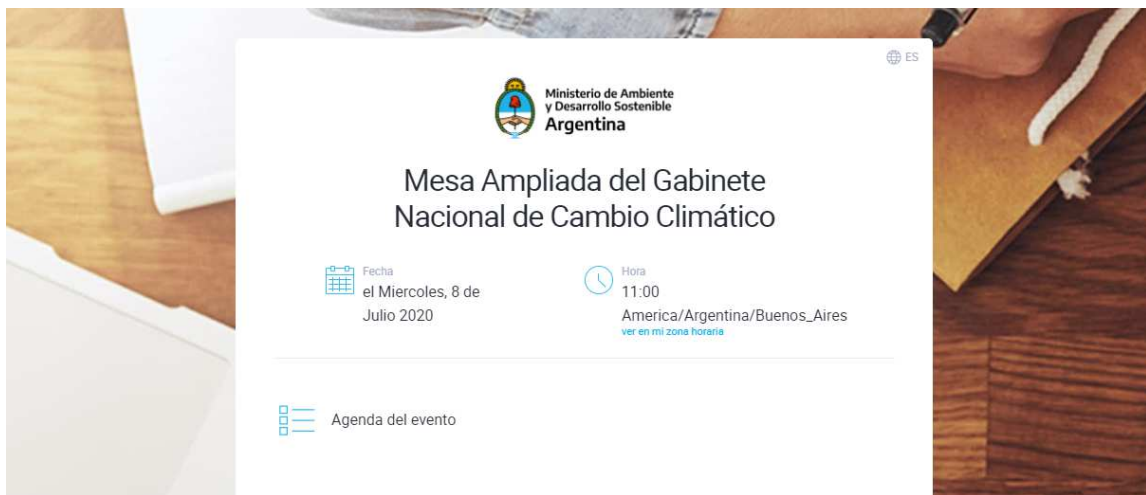 ES
Ministerio de Ambiente
y Desarrollo Sostenible
Argentina
Mesa Ampliada del Gabinete
Nacional de Cambio Climático
Fecha
el Miercoles, 8 de
Julio 2020
Hora
11:00
America/Argentina/Buenos_Aires
ver en mi zona horaria
Agenda del evento